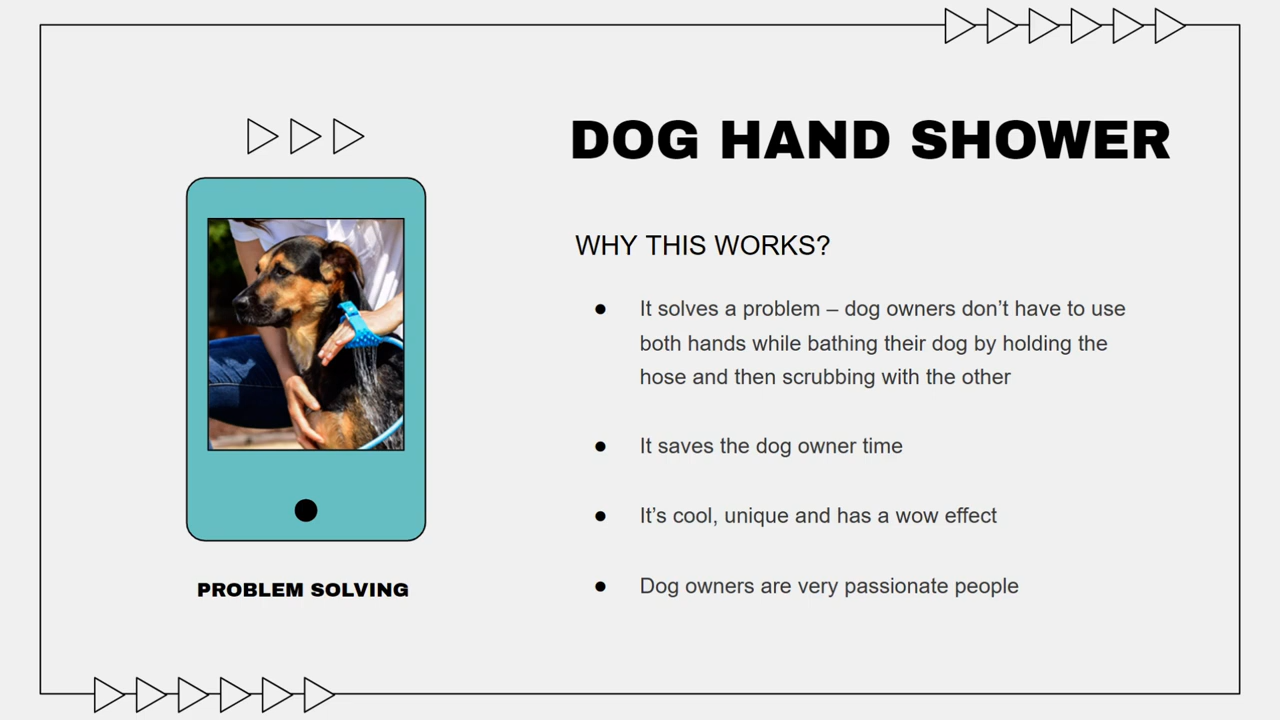 DOG HAND SHOWER
WHY THIS WORKS?
● It solves a problem – dog owners don’t have to use
both hands while bathing their dog by holding the
hose and then scrubbing with the other
● It saves the dog owner time
● It’s cool, unique and has a wow effect
● Dog owners are very passionate people
PROBLEM SOLVING